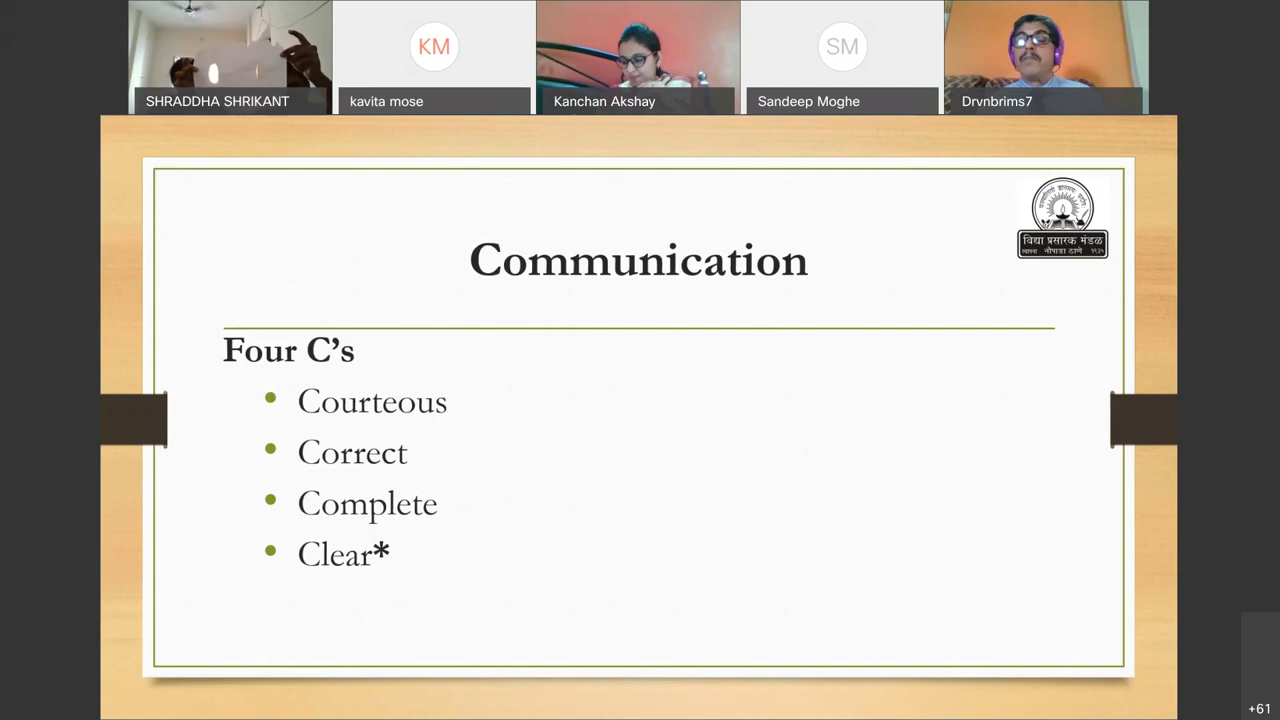 SHRADDHA SHRIKANT
KM
kavita mose
Kanchan Akshay
SM
Sandeep Moghe
Drvnbrims7
विद्या प्रसारक मंडळ
नौपाडा ठाणे
Communication
Four C’s
• Courteous
• Correct
• Complete
• Clear*
+61